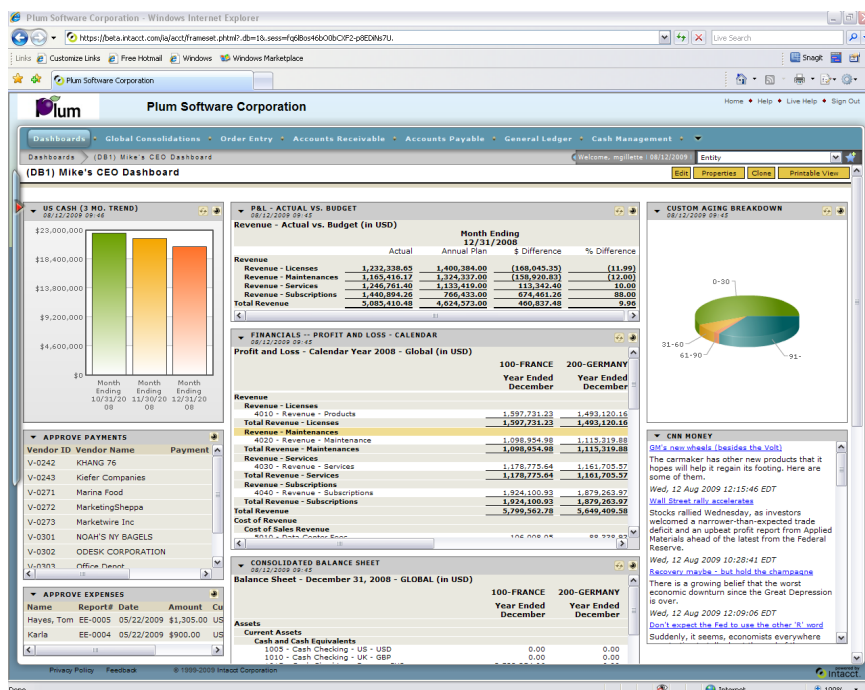 Plum Software Corporation - Windows Internet Explorer
https://beta.intacct.com/ia/acct/frameset.phtml?.db=1&.sess=
Live Search
Links Customize Links Free Hotmail Windows Windows Marketplace
Snagit
Plum Software Corporation
Plum
Plum Software Corporation
Home Help Live Help Sign Out
Dashboards Global Consolidations Order Entry Accounts Receivable Accounts Payable General Ledger Cash Management
Dashboards (DB1) Mike's CEO Dashboard
Welcome, mgillette 08/12/2009 Entity
(DB1) Mike's CEO Dashboard
Edit Properties Clone Printable View
US CASH (3 MO. TREND)
08/12/2009 09:46
$23,000,000
$18,400,000
$13,800,000
$9,200,000
$4,600,000
$0
Month Ending 10/31/2008
Month Ending 11/30/2008
Month Ending 12/31/2008
APPROVE PAYMENTS
Vendor ID Vendor Name Payment
V-0242 KHANG 76
V-0243 Kiefer Companies
V-0271 Marina Food
V-0272 MarketingSheppa
V-0273 Marketwire Inc
V-0301 NOAH'S NY BAGELS
V-0302 ODESK CORPORATION
V-0303 Office Depot
APPROVE EXPENSES
Name Report# Date Amount Cu
Hayes, Tom EE-0005 05/22/2009 $1,305.00 US
Karla EE-0004 05/22/2009 $900.00 US
P&L - ACTUAL VS. BUDGET
08/12/2009 09:45
Revenue - Actual vs. Budget (in USD)
Month Ending
12/31/2008
Actual Annual Plan $ Difference % Difference
Revenue
Revenue - Licenses 1,232,338.65 1,400,384.00 (168,045.35) (11.99)
Revenue - Maintenances 1,165,416.17 1,324,337.00 (158,920.83) (12.00)
Revenue - Services 1,246,761.40 1,133,419.00 113,342.40 10.00
Revenue - Subscriptions 1,440,894.26 766,433.00 674,461.26 88.00
Total Revenue 5,085,410.48 4,624,573.00 460,837.48 9.96
FINANCIALS -- PROFIT AND LOSS - CALENDAR
08/12/2009 09:45
Profit and Loss - Calendar Year 2008 - Global (in USD)
100-FRANCE 200-GERMANY
Year Ended Year Ended
December December
Revenue
Revenue - Licenses
4010 - Revenue - Products 1,597,731.23 1,493,120.16
Total Revenue - Licenses 1,597,731.23 1,493,120.16
Revenue - Maintenances
4020 - Revenue - Maintenance 1,098,954.98 1,115,319.88
Total Revenue - Maintenances 1,098,954.98 1,115,319.88
Revenue - Services
4030 - Revenue - Services 1,178,775.64 1,161,705.57
Total Revenue - Services 1,178,775.64 1,161,705.57
Revenue - Subscriptions
4040 - Revenue - Subscriptions 1,924,100.93 1,879,263.97
Total Revenue - Subscriptions 1,924,100.93 1,879,263.97
Total Revenue 5,799,562.78 5,649,409.58
Cost of Revenue
Cost of Sales Revenue
5010 - Data Center Fees
CONSOLIDATED BALANCE SHEET
08/12/2009 09:45
Balance Sheet - December 31, 2008 - GLOBAL (in USD)
100-FRANCE 200-GERMANY
Year Ended Year Ended
December December
Assets
Current Assets
Cash and Cash Equivalents
1005 - Cash Checking - US - USD 0.00 0.00
1010 - Cash Checking - UK - GBP 0.00 0.00
CUSTOM AGING BREAKDOWN
08/12/2009 09:45
0-30
31-60
61-90
91-
CNN MONEY
GM's new wheels (besides the Volt)
The carmaker has other new products that it
hopes will help it regain its footing. Here are
some of them.
Wed, 12 Aug 2009 12:15:46 EDT
Wall Street rally accelerates
Stocks rallied Wednesday, as investors
welcomed a narrower-than-expected trade
deficit and an upbeat profit report from Applied
Materials ahead of the latest from the Federal
Reserve.
Wed, 12 Aug 2009 10:28:41 EDT
Recovery maybe - but hold the champagne
There is a growing belief that the worst
economic downturn since the Great Depression
is over.
Wed, 12 Aug 2009 12:09:06 EDT
Don't expect the Fed to use the other 'R' word
Suddenly, it seems, economists everywhere
Privacy Policy Feedback © 1999-2009 Intacct Corporation
powered by
Intacct
Done Internet 100%